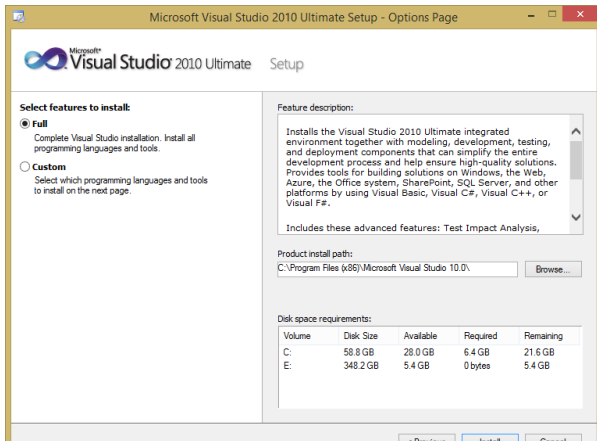 Microsoft Visual Studio 2010 Ultimate Setup - Options Page
Microsoft®
Visual Studio® 2010 Ultimate Setup
Select features to install:
Full
Complete Visual Studio installation. Install all
programming languages and tools.
Custom
Select which programming languages and tools
to install on the next page.
Feature description:
Installs the Visual Studio 2010 Ultimate integrated
environment together with modeling, development, testing,
and deployment components that can simplify the entire
development process and help ensure high-quality solutions.
Provides tools for building solutions on Windows, the Web,
Azure, the Office system, SharePoint, SQL Server, and other
platforms by using Visual Basic, Visual C#, Visual C++, or
Visual F#.
Includes these advanced features: Test Impact Analysis,
Product install path:
C:\Program Files (x86)\Microsoft Visual Studio 10.0\
Browse...
Disk space requirements:
Volume Disk Size Available Required Remaining
C: 58.8 GB 28.0 GB 6.4 GB 21.6 GB
E: 348.2 GB 5.4 GB 0 bytes 5.4 GB
< Previous Install Cancel